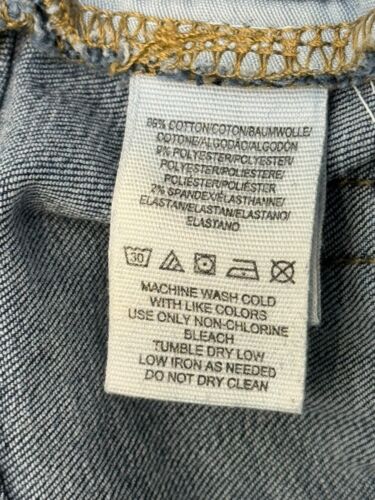 89% COTTON/COTON/BAUMWOLLE/
COTONE/ALGODÃO/ALGODÓN
9% POLYESTER/POLYESTER/
POLYESTER/POLIESTERE/
POLIÉSTER/POLIÉSTER
2% SPANDEX/ÉLASTHANNE/
ELASTAN/ELASTAN/ELASTANO/
ELASTANO
30
MACHINE WASH COLD
WITH LIKE COLORS
USE ONLY NON-CHLORINE
BLEACH
TUMBLE DRY LOW
LOW IRON AS NEEDED
DO NOT DRY CLEAN